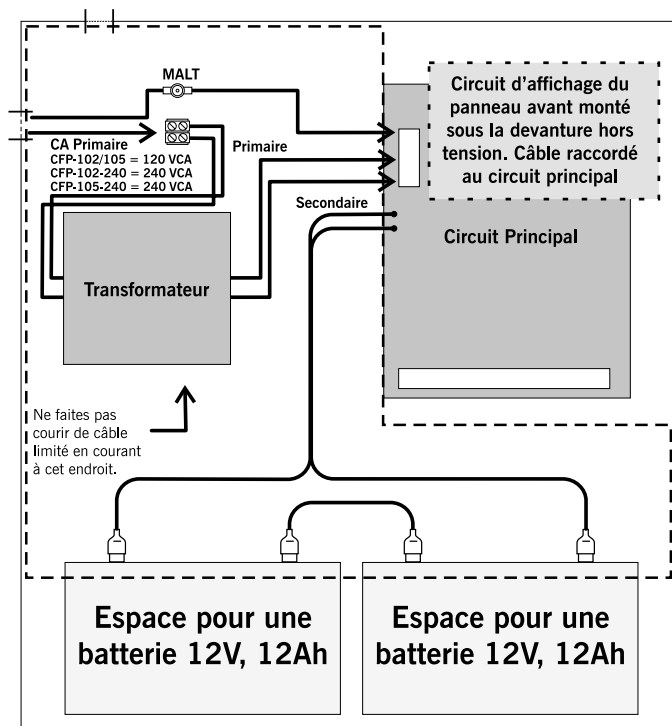 MALT
CA Primaire
CFP-102/105 = 120 VCA
CFP-102-240 = 240 VCA
CFP-105-240 = 240 VCA
Primaire
Secondaire
Circuit d'affichage du
panneau avant monté
sous la devanture hors
tension. Câble raccordé
au circuit principal
Circuit Principal
Transformateur
Ne faites pas
courir de câble
limité en courant
à cet endroit.
Espace pour une
batterie 12V, 12Ah
Espace pour une
batterie 12V, 12Ah